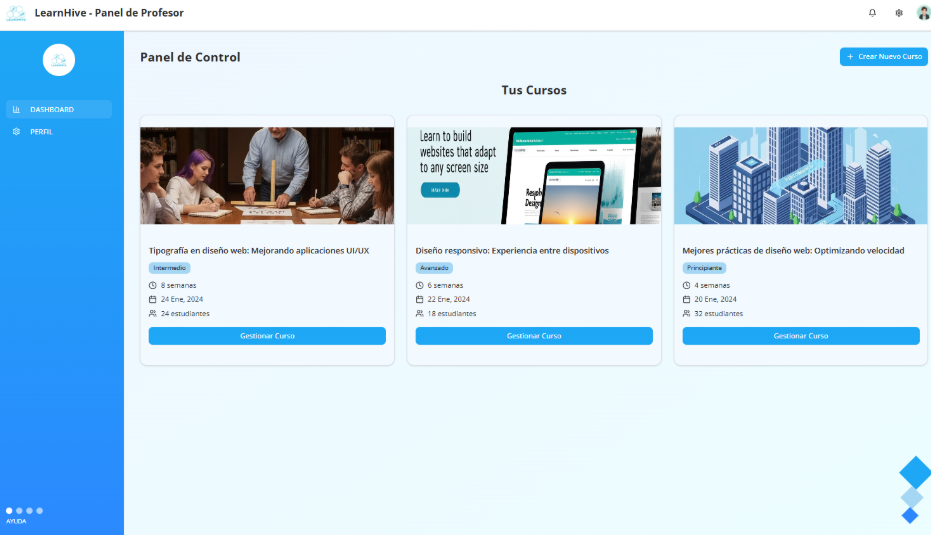 LearnHive - Panel de Profesor
DASHBOARD
PERFIL
AYUDA
Panel de Control
Crear Nuevo Curso
Tus Cursos
Tipografía en diseño web: Mejorando aplicaciones UI/UX
Intermedio
8 semanas
24 Ene, 2024
24 estudiantes
Gestionar Curso
Learn to build
websites that adapt
to any screen size
Diseño responsivo: Experiencia entre dispositivos
Avanzado
6 semanas
22 Ene, 2024
18 estudiantes
Gestionar Curso
Mejores prácticas de diseño web: Optimizando velocidad
Principiante
4 semanas
20 Ene, 2024
32 estudiantes
Gestionar Curso